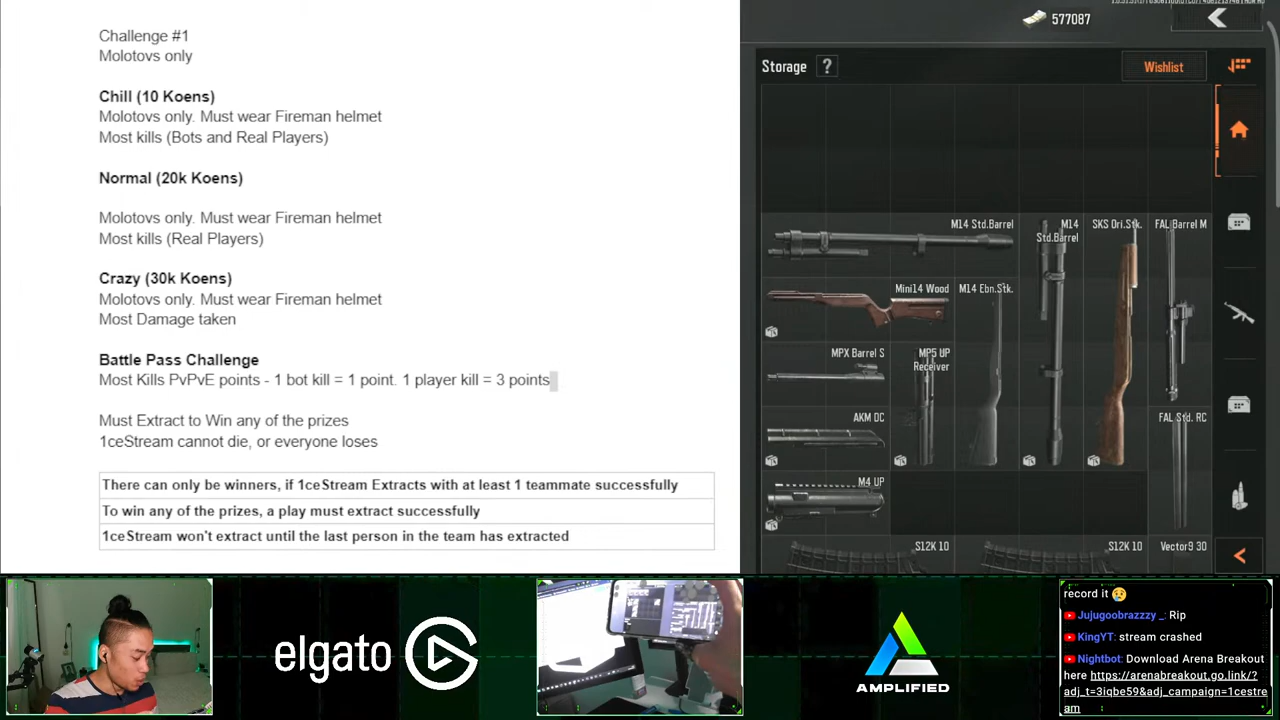 Challenge #1
Molotovs only
Chill (10 Koens)
Molotovs only. Must wear Fireman helmet
Most kills (Bots and Real Players)
Normal (20k Koens)
Molotovs only. Must wear Fireman helmet
Most kills (Real Players)
Crazy (30k Koens)
Molotovs only. Must wear Fireman helmet
Most Damage taken
Battle Pass Challenge
Most Kills PvPvE points - 1 bot kill = 1 point. 1 player kill = 3 points
Must Extract to Win any of the prizes
1ceStream cannot die, or everyone loses
There can only be winners, if 1ceStream Extracts with at least 1 teammate successfully
To win any of the prizes, a play must extract successfully
1ceStream won't extract until the last person in the team has extracted
577087
Storage ?
Wishlist
M14 Std.Barrel
M14
Std.Barrel
SKS Ori.Stk.
FAL Barrel M
Mini14 Wood
M14 Ebn.Stk.
MPX Barrel S
MP5 UP
Receiver
AKM DC
FAL Std. RC
M4 UP
S12K 10
S12K 10
Vector9 30
elgato
AMPLIFIED
record it 😢
Jujugoobrazzzy_: Rip
KingYT: stream crashed
Nightbot: Download Arena Breakout
here https://arenabreakout.go.link/?
adj_t=3iqbe59&adj_campaign=1cestre
am